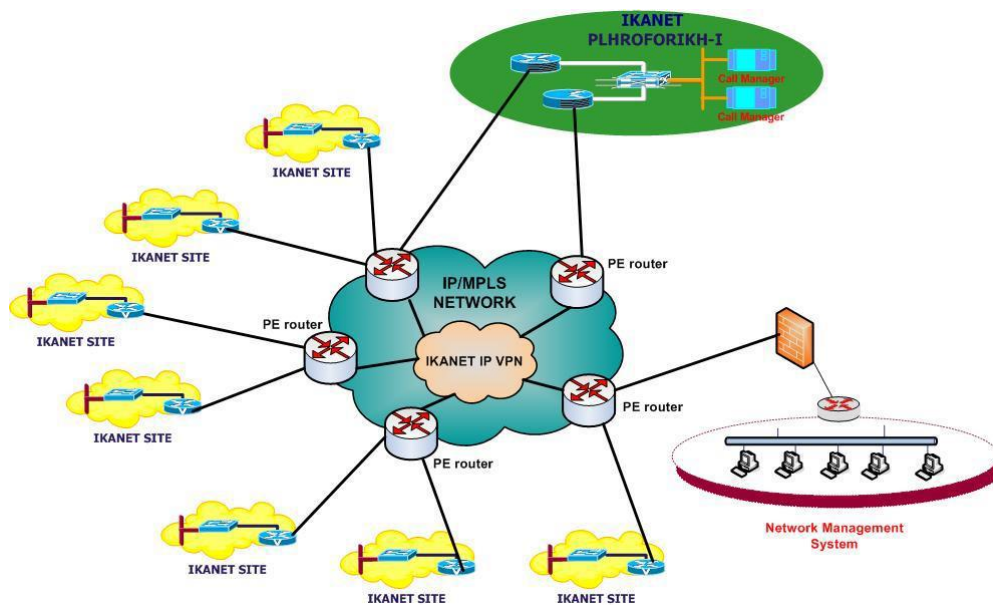 IKANET
PLHROFORIKH-I
Call Manager
Call Manager
IKANET SITE
IKANET SITE
PE router
IP/MPLS
NETWORK
PE router
IKANET SITE
IKANET IP VPN
PE router
IKANET SITE
PE router
Network Management
System
IKANET SITE
IKANET SITE
IKANET SITE